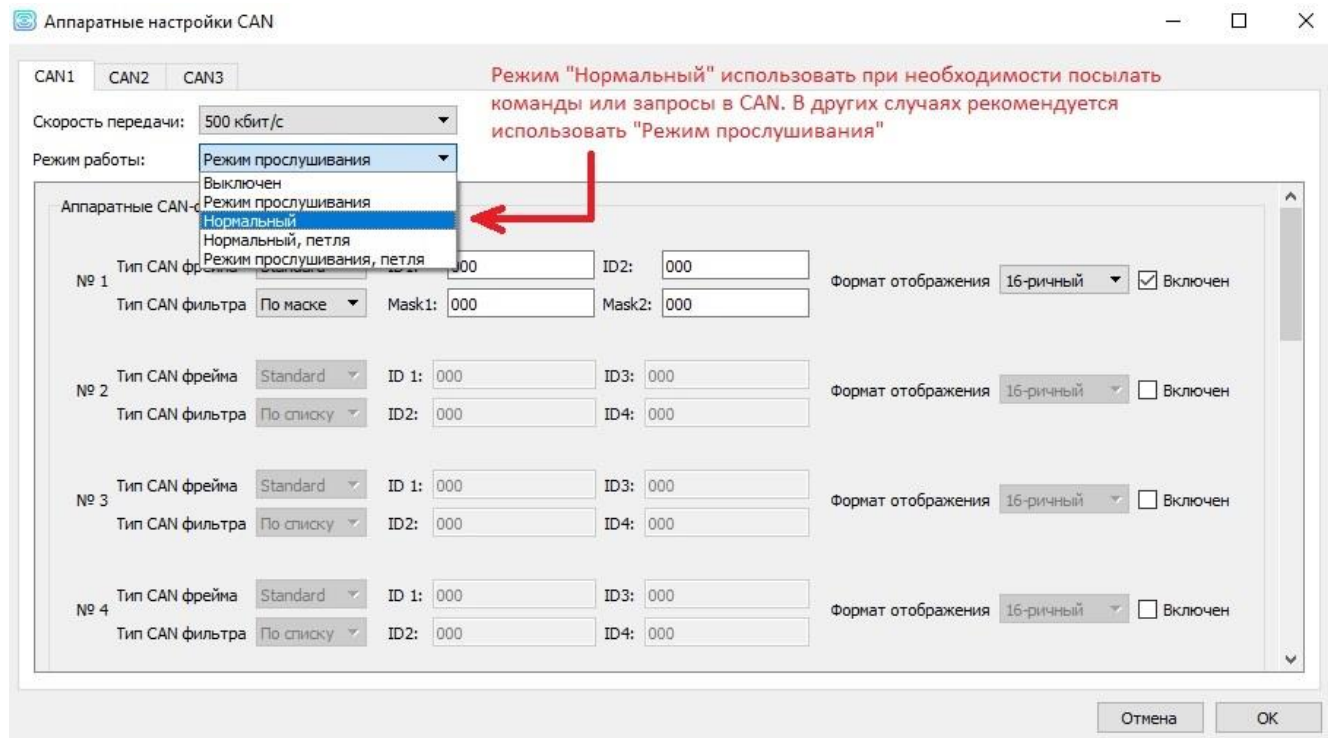 Аппаратные настройки CAN
CAN1 CAN2 CAN3
Режим "Нормальный" использовать при необходимости посылать
команды или запросы в CAN. В других случаях рекомендуется
использовать "Режим прослушивания"
Скорость передачи: 500 кбит/с
Режим работы: Режим прослушивания
Выключен
Режим прослушивания
Нормальный
Нормальный, петля
Режим прослушивания, петля
Аппаратные CAN-
№ 1
Тип CAN фрейма 000 ID2: 000
Тип CAN фильтра По маске Mask1: 000 Mask2: 000
Формат отображения 16-ричный Включен
№ 2
Тип CAN фрейма Standard ID 1: 000 ID3: 000
Тип CAN фильтра По списку ID2: 000 ID4: 000
Формат отображения 16-ричный Включен
№ 3
Тип CAN фрейма Standard ID 1: 000 ID3: 000
Тип CAN фильтра По списку ID2: 000 ID4: 000
Формат отображения 16-ричный Включен
№ 4
Тип CAN фрейма Standard ID 1: 000 ID3: 000
Тип CAN фильтра По списку ID2: 000 ID4: 000
Формат отображения 16-ричный Включен
Отмена OK